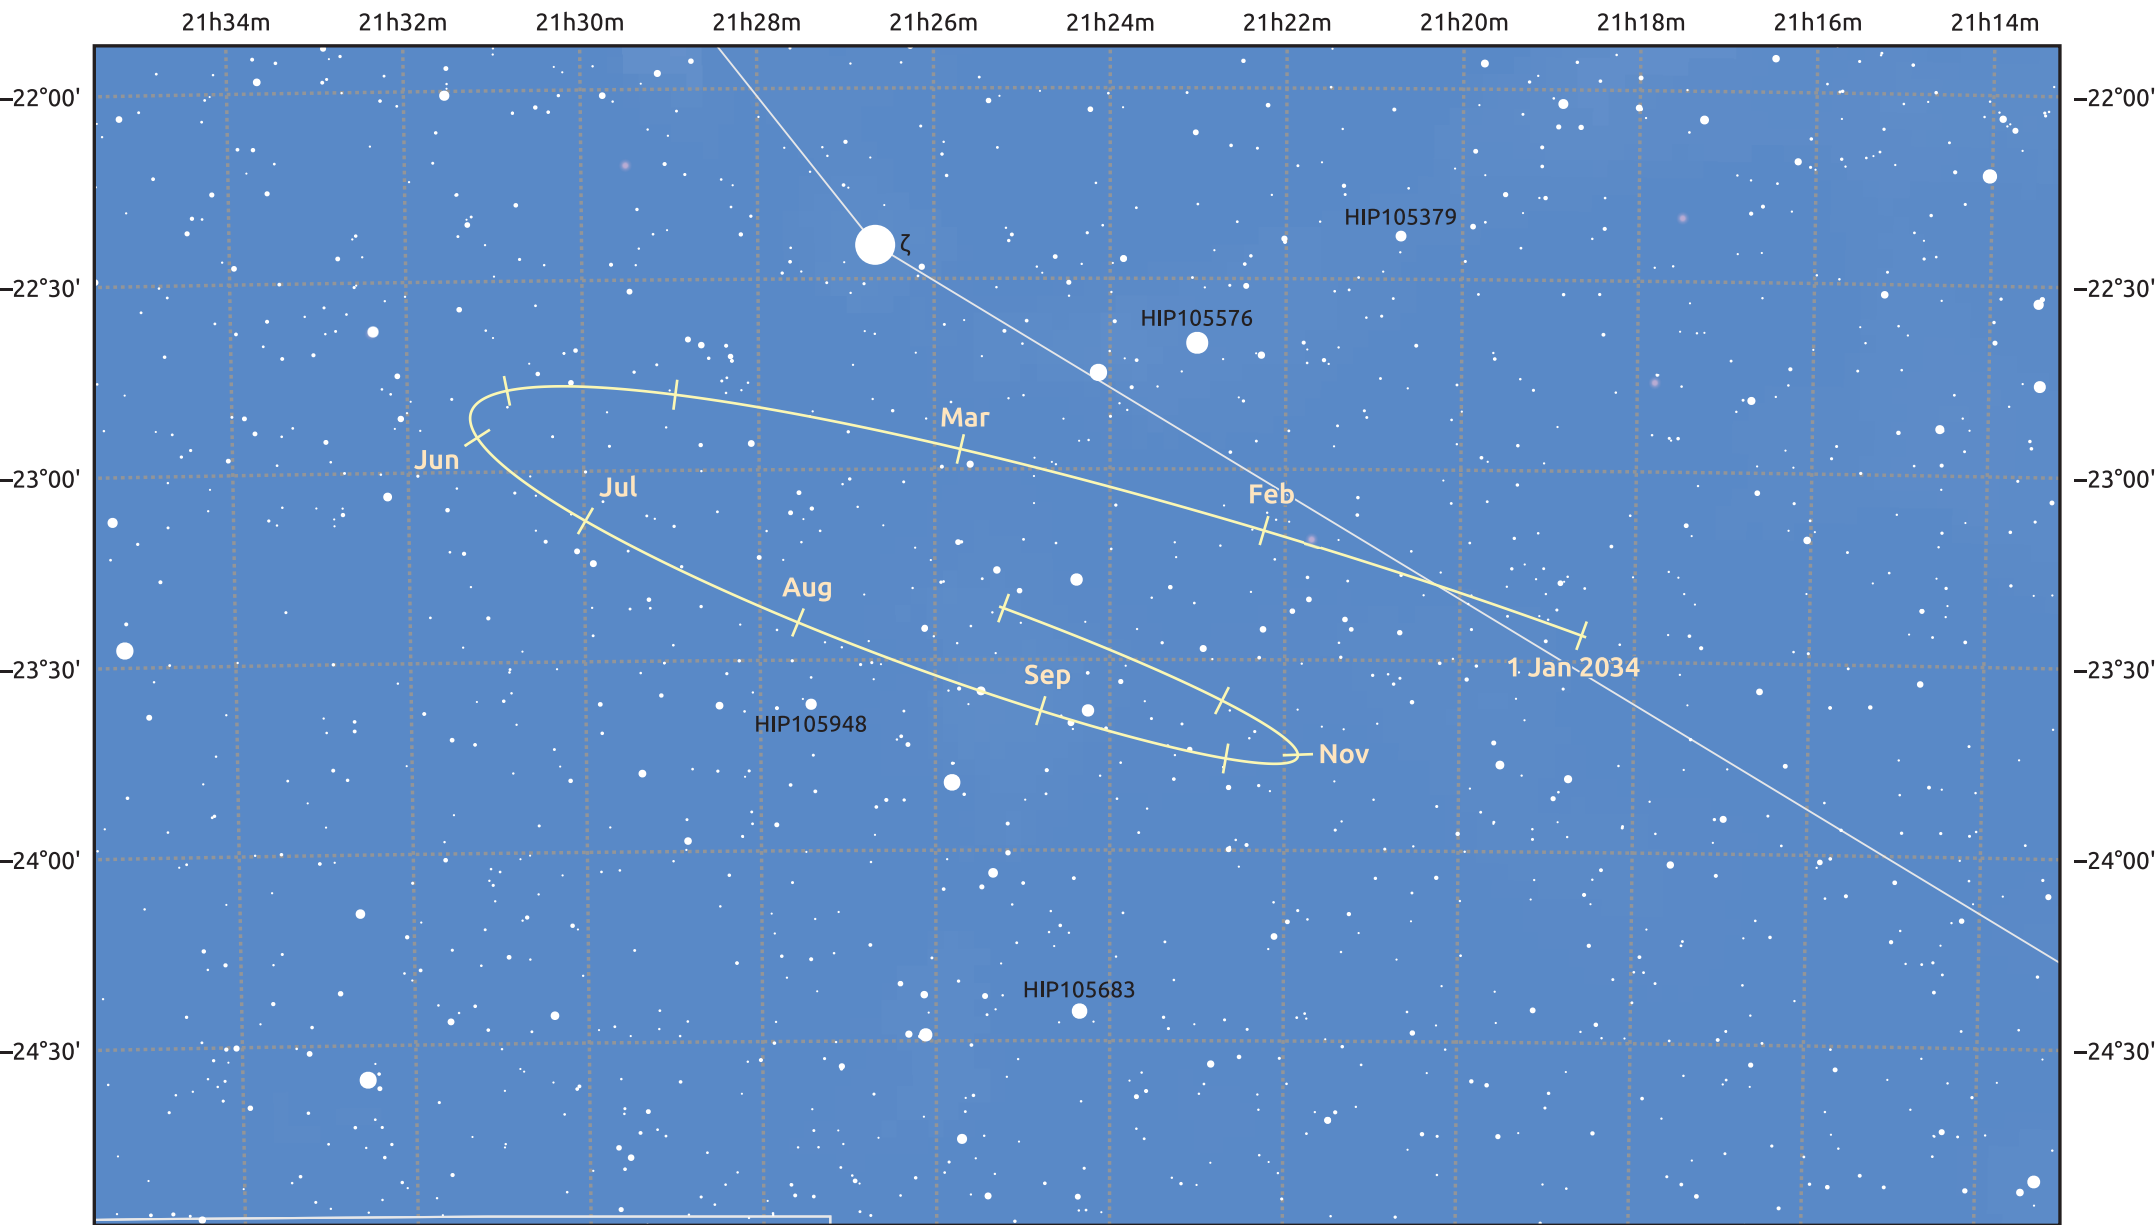 21h34m 21h32m 21h30m 21h28m 21h26m 21h24m 21h22m 21h20m 21h18m 21h16m 21h14m
−22°00' −22°00'
HIP105379
ζ
−22°30' −22°30'
HIP105576
Mar
Jun
−23°00' −23°00'
Jul
Feb
Aug
−23°30' 1 Jan 2034 −23°30'
Sep
HIP105948
Nov
−24°00' −24°00'
HIP105683
−24°30' −24°30'